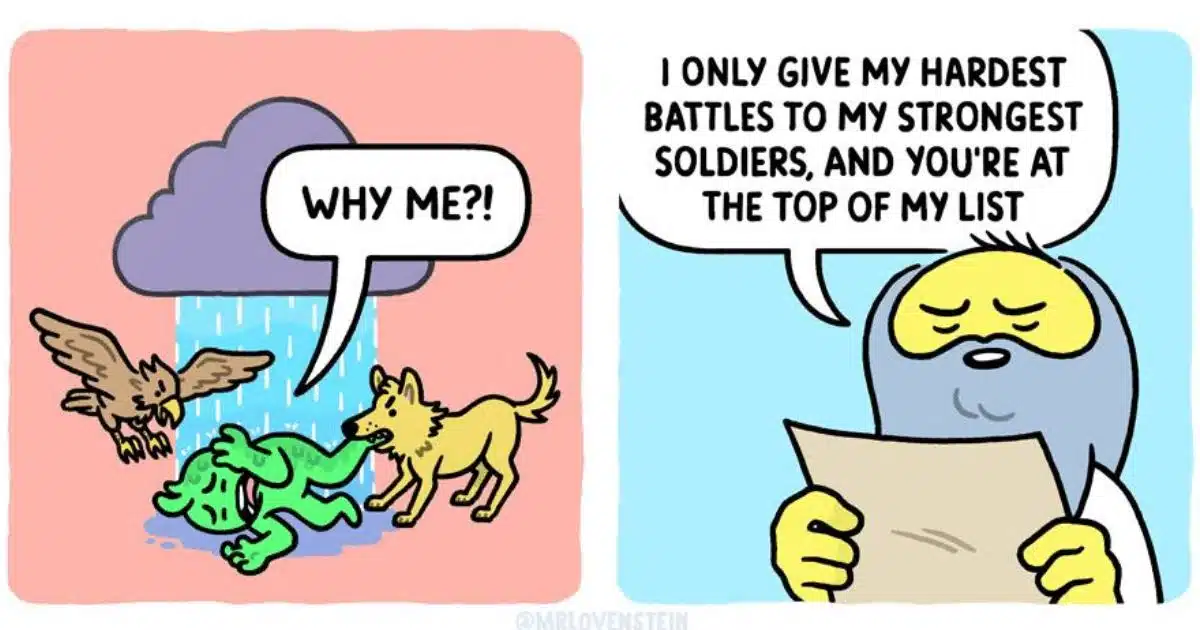 WHY ME?!
I ONLY GIVE MY HARDEST
BATTLES TO MY STRONGEST
SOLDIERS, AND YOU'RE AT
THE TOP OF MY LIST
@MRLOVENSTEIN